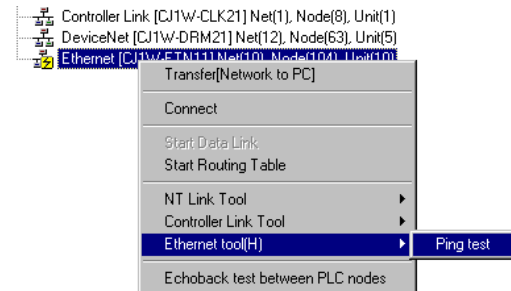 Controller Link [CJ1W-CLK21] Net(1), Node(8), Unit(1)
DeviceNet [CJ1W-DRM21] Net(12), Node(63), Unit(5)
Ethernet [CJ1W-ETN11] Net(10), Node(104), Unit(10)
Transfer[Network to PC]
Connect
Start Data Link
Start Routing Table
NT Link Tool
Controller Link Tool
Ethernet tool(H)
Ping test
Echoback test between PLC nodes